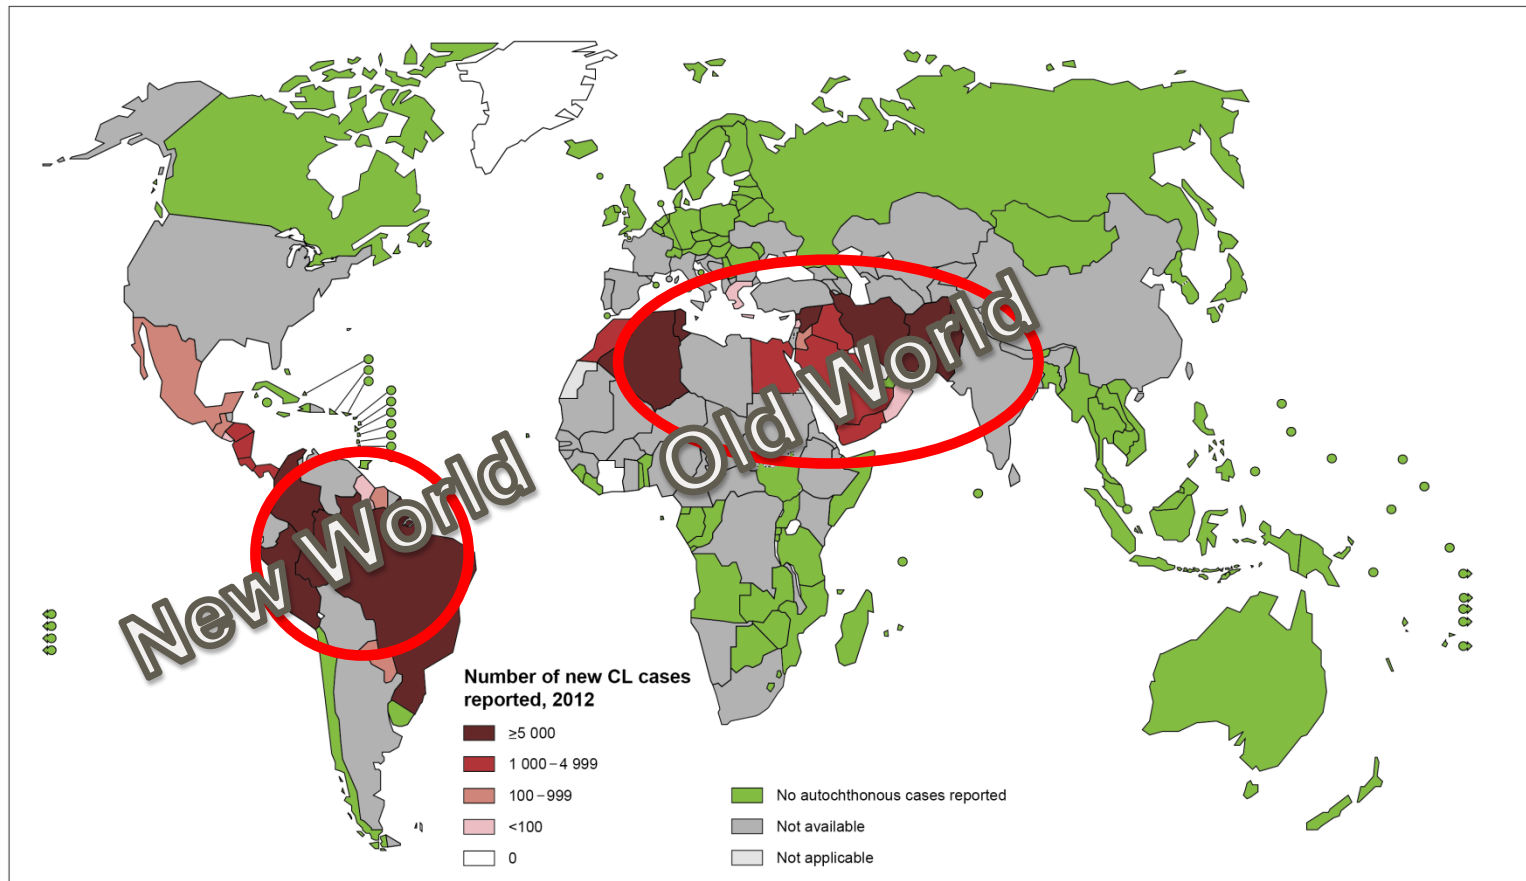 New World
Old World
Number of new CL cases
reported, 2012
≥5 000
1 000–4 999
100–999
<100
0
No autochthonous cases reported
Not available
Not applicable